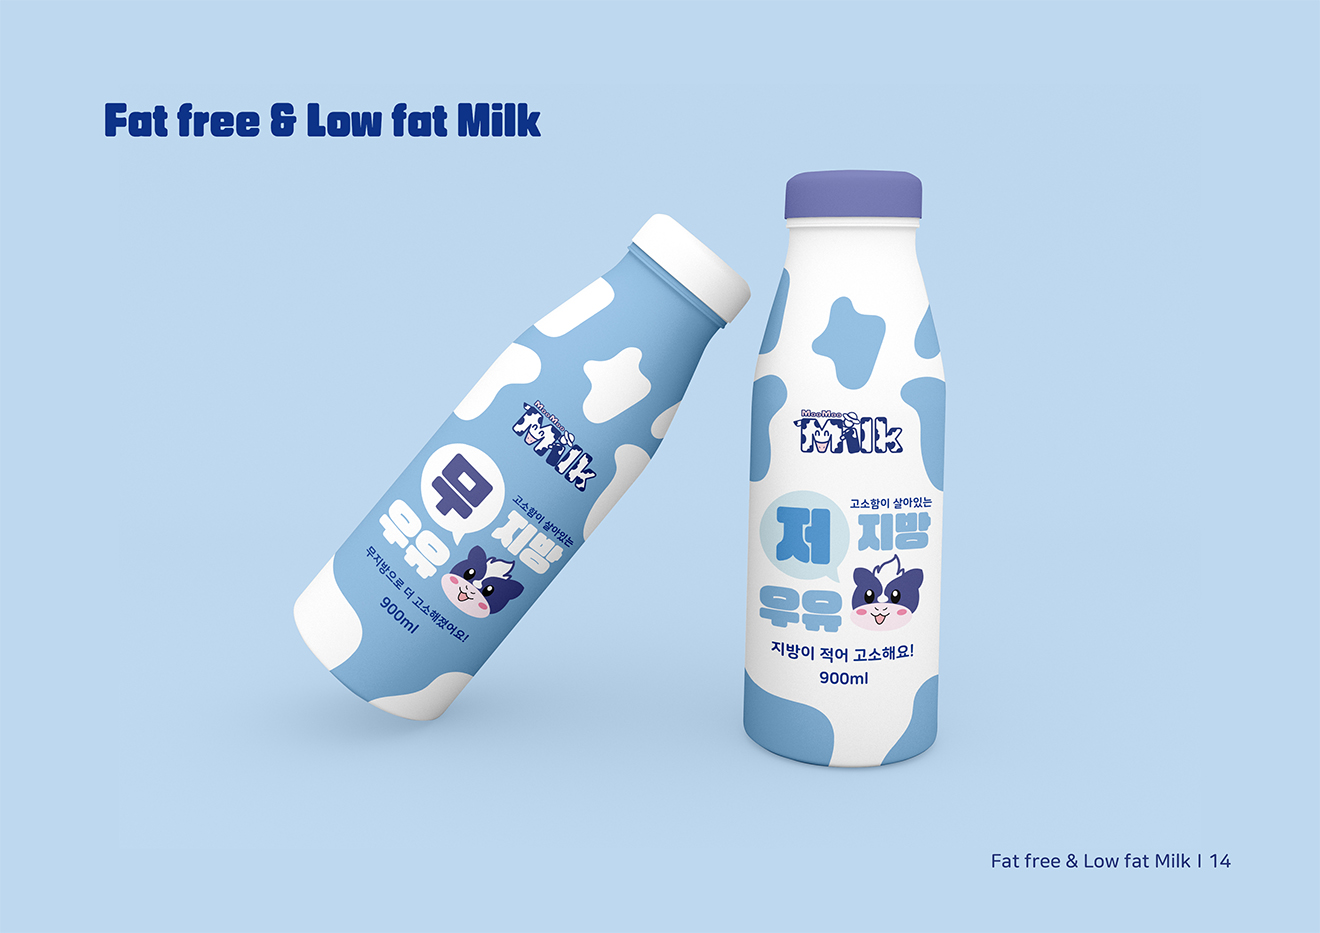 Fat free & Low fat Milk
MooMoo
Milk
고소함이 살아있는
무지방
우유
무지방으로 더 고소해졌어요!
900ml
MooMoo
Milk
고소함이 살아있는
저지방
우유
지방이 적어 고소해요!
900ml
Fat free & Low fat Milk | 14